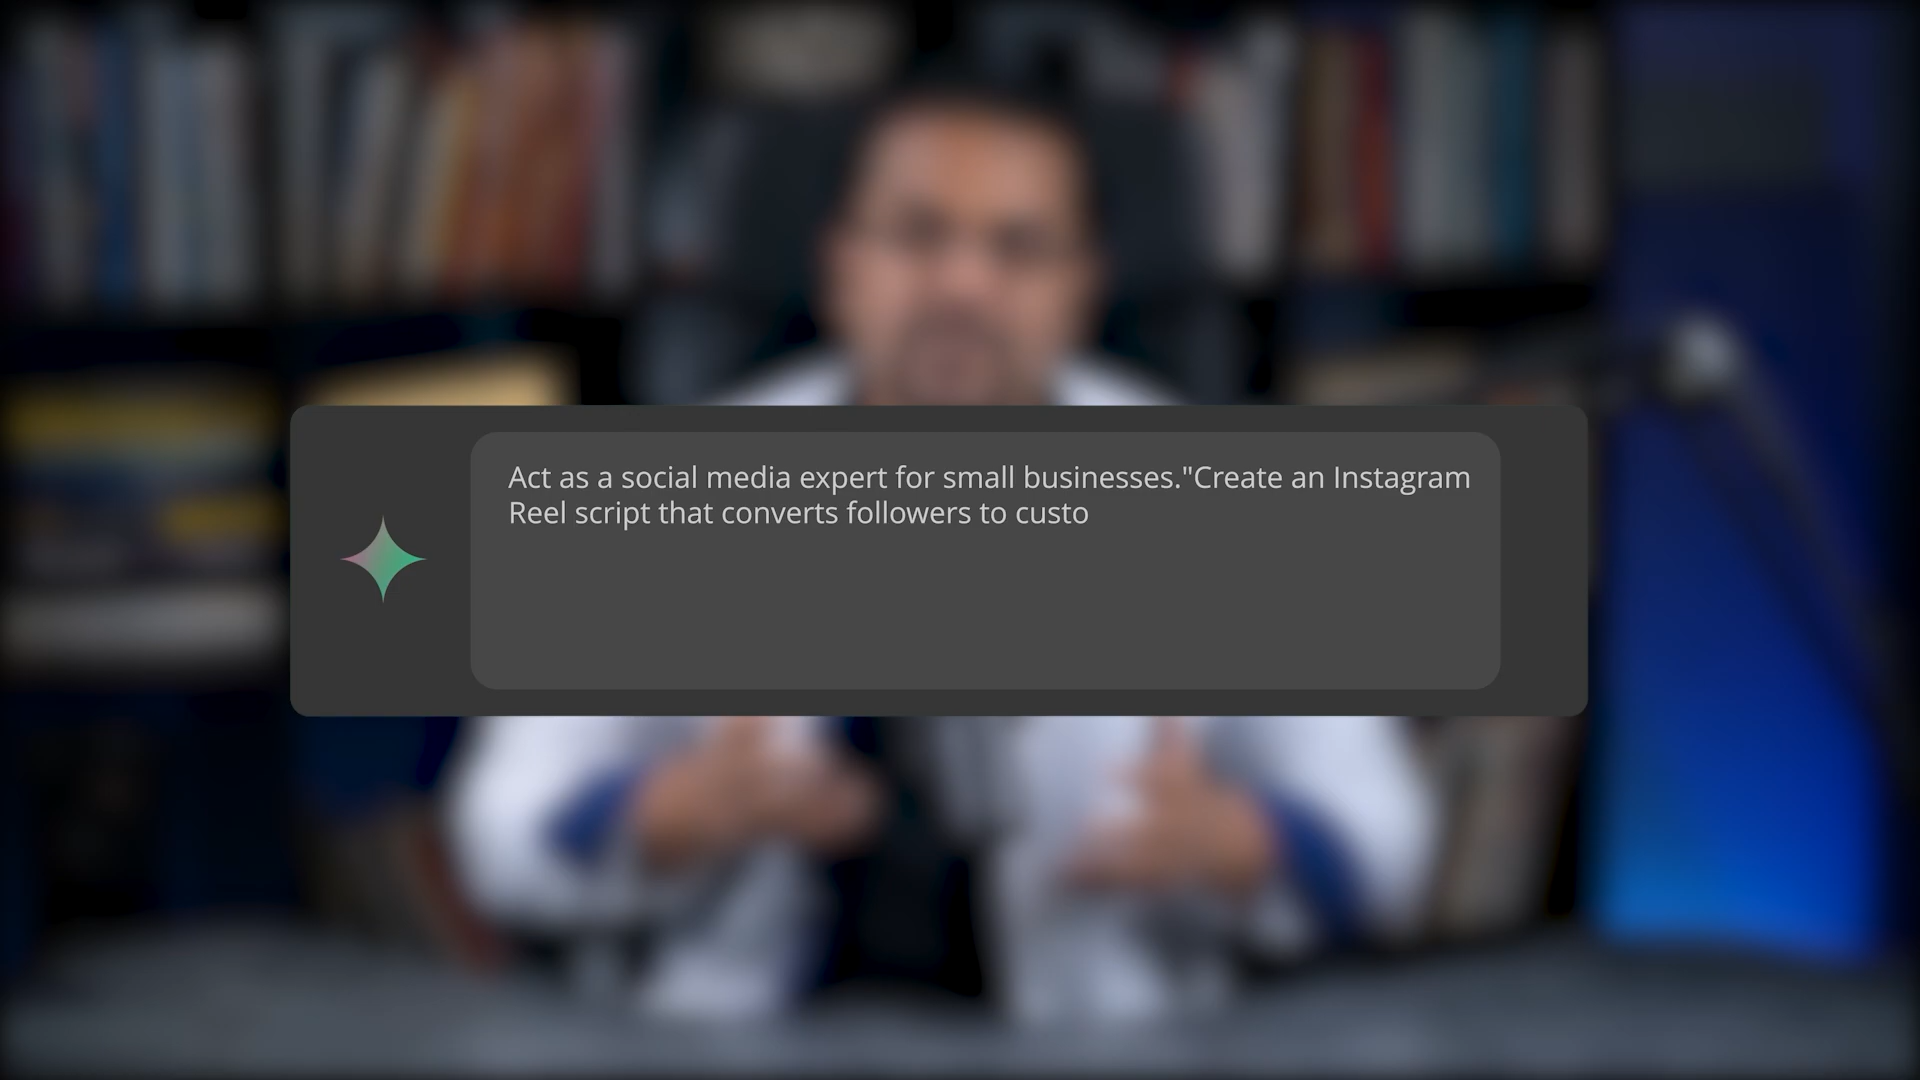 Act as a social media expert for small businesses."Create an Instagram
Reel script that converts followers to custo